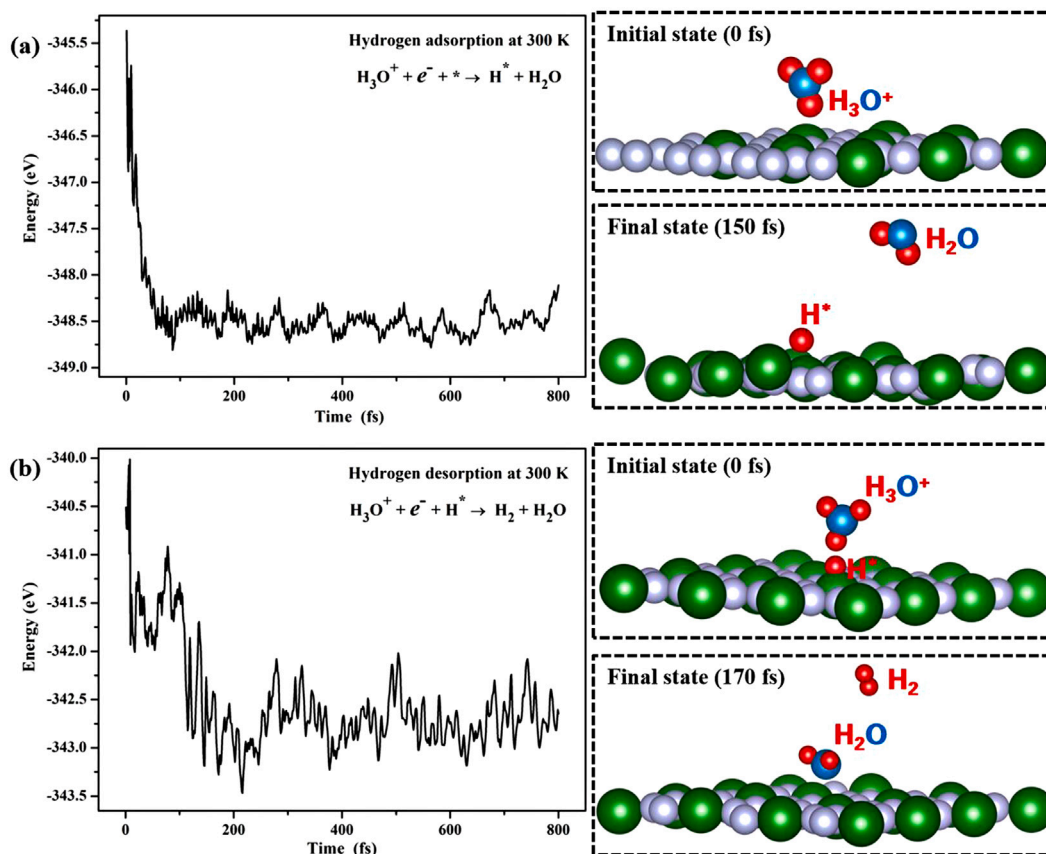 (a)
-345.5
-346.0
-346.5
-347.0
-347.5
-348.0
-348.5
-349.0
Energy (eV)
Hydrogen adsorption at 300 K
H₃O⁺ + e⁻ + * → H* + H₂O
0 200 400 600 800
Time (fs)
Initial state (0 fs)
H₃O⁺
Final state (150 fs)
H₂O
H*
(b)
-340.0
-340.5
-341.0
-341.5
-342.0
-342.5
-343.0
-343.5
Energy (eV)
Hydrogen desorption at 300 K
H₃O⁺ + e⁻ + H* → H₂ + H₂O
0 200 400 600 800
Time (fs)
Initial state (0 fs)
H₃O⁺
H*
Final state (170 fs)
H₂
H₂O